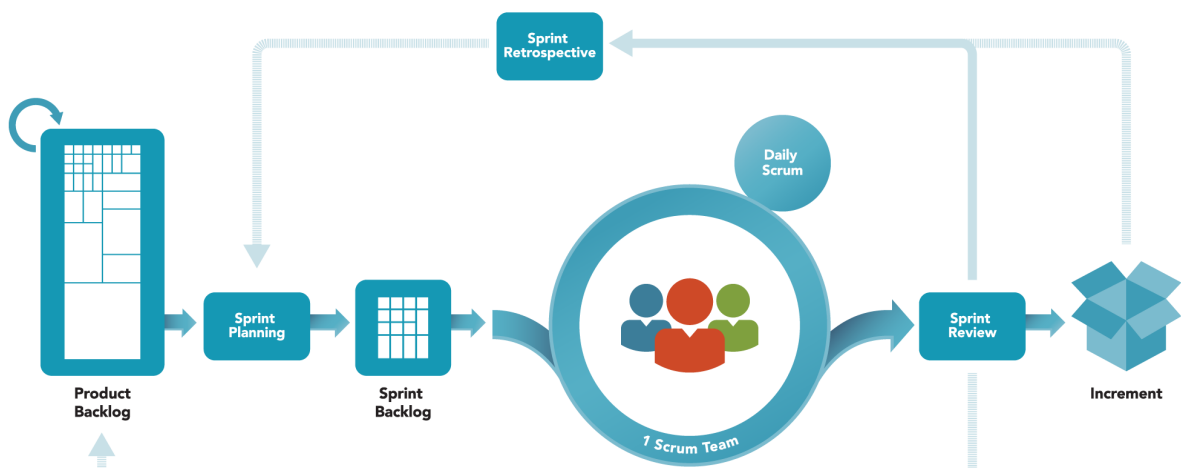 Sprint
Retrospective
Daily
Scrum
Sprint
Planning
Sprint
Review
Product
Backlog
Sprint
Backlog
1 Scrum Team
Increment